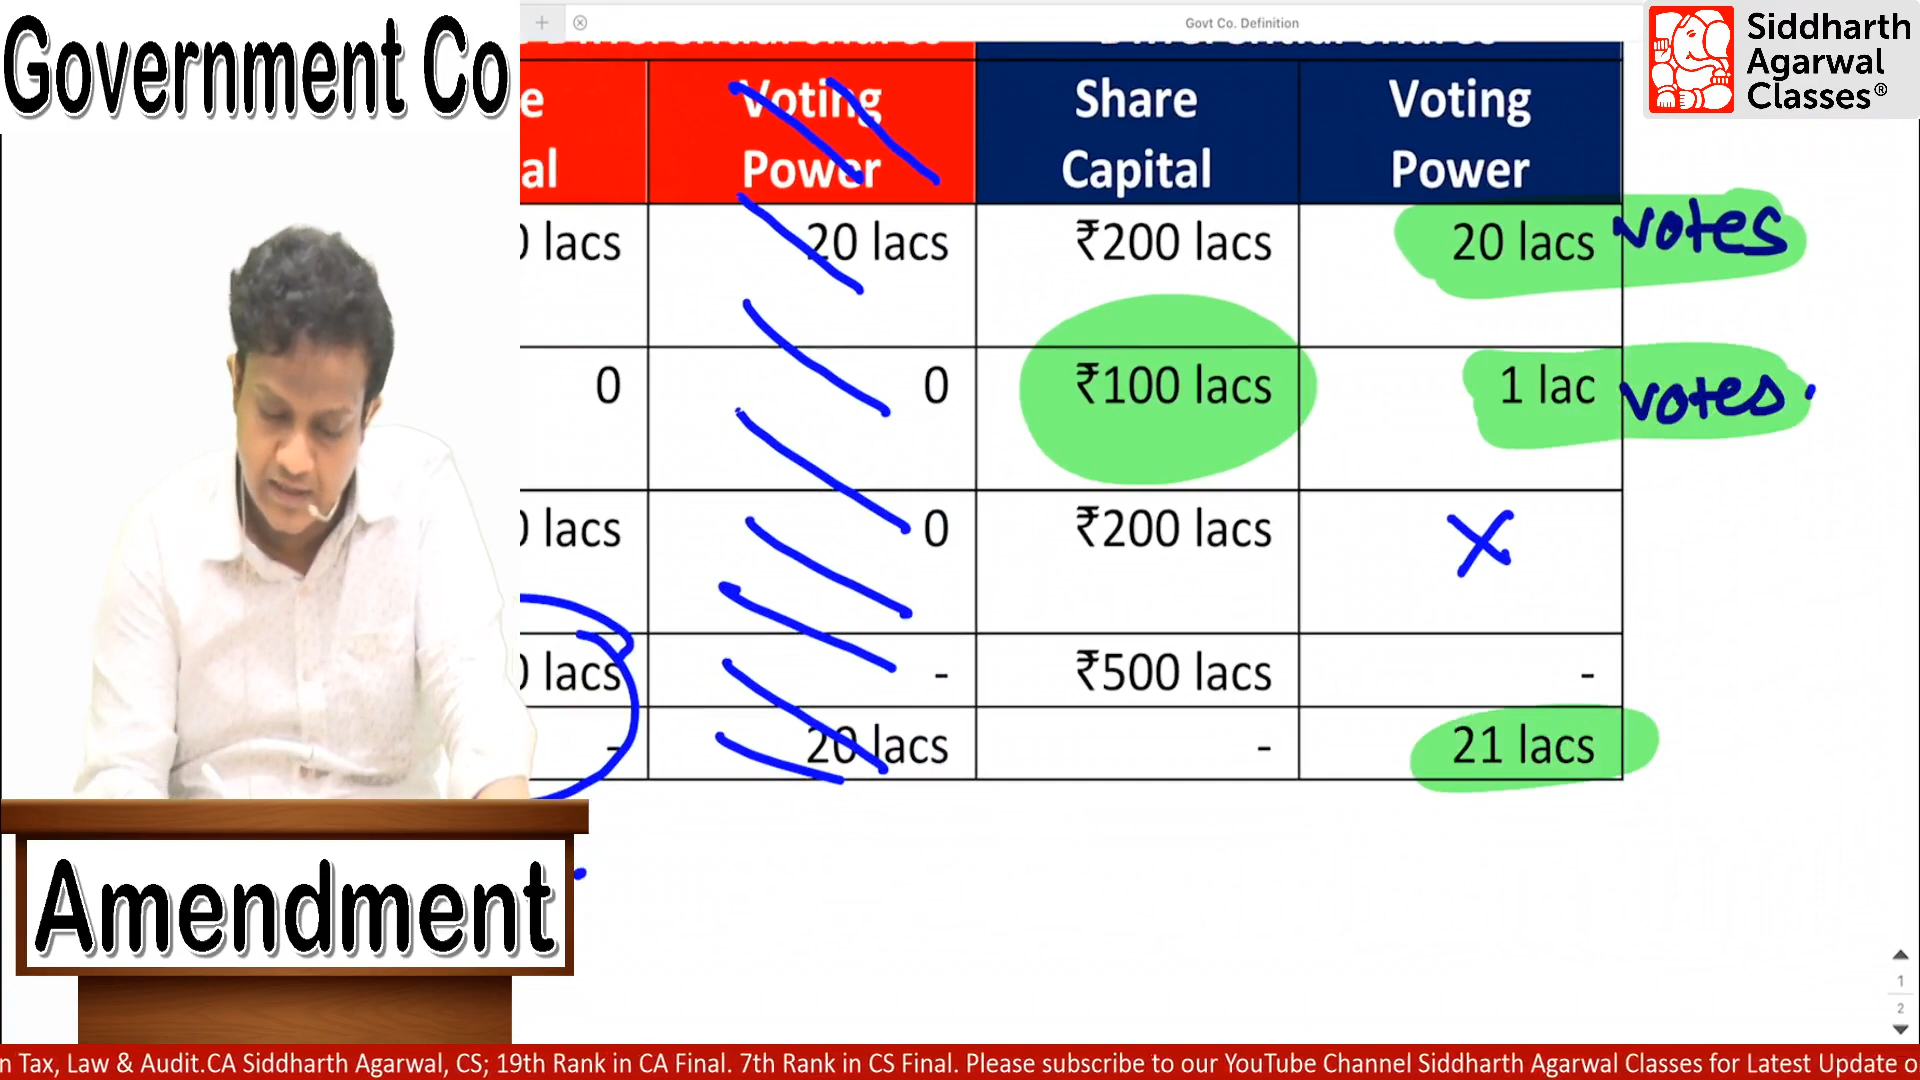 Government Co
Govt Co. Definition
Siddharth
Agarwal
Classes®
Voting
Power
Share
Capital
Voting
Power
lacs 20 lacs ₹200 lacs 20 lacs votes
0 0 ₹100 lacs 1 lac votes.
lacs 0 ₹200 lacs X
lacs - ₹500 lacs -
- 20 lacs - 21 lacs
Amendment
1
2
n Tax, Law & Audit.CA Siddharth Agarwal, CS; 19th Rank in CA Final. 7th Rank in CS Final. Please subscribe to our YouTube Channel Siddharth Agarwal Classes for Latest Update o